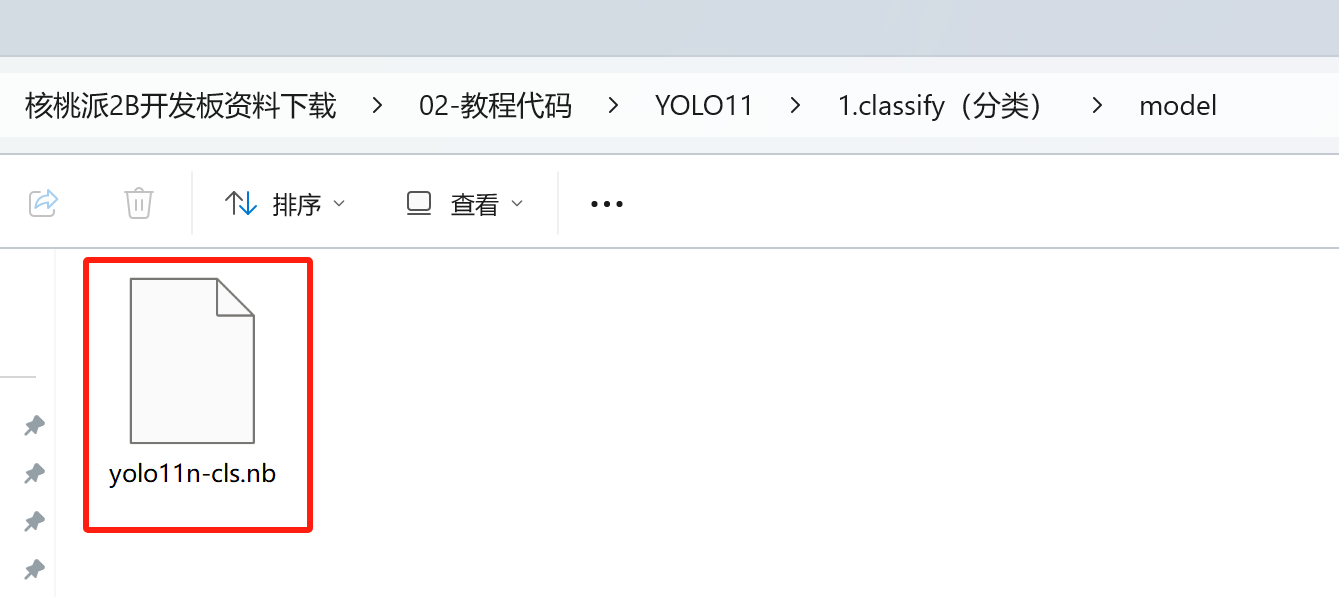 核桃派2B开发板资料下载 > 02-教程代码 > YOLO11 > 1.classify（分类） > model
排序 查看 •••
yolo11n-cls.nb